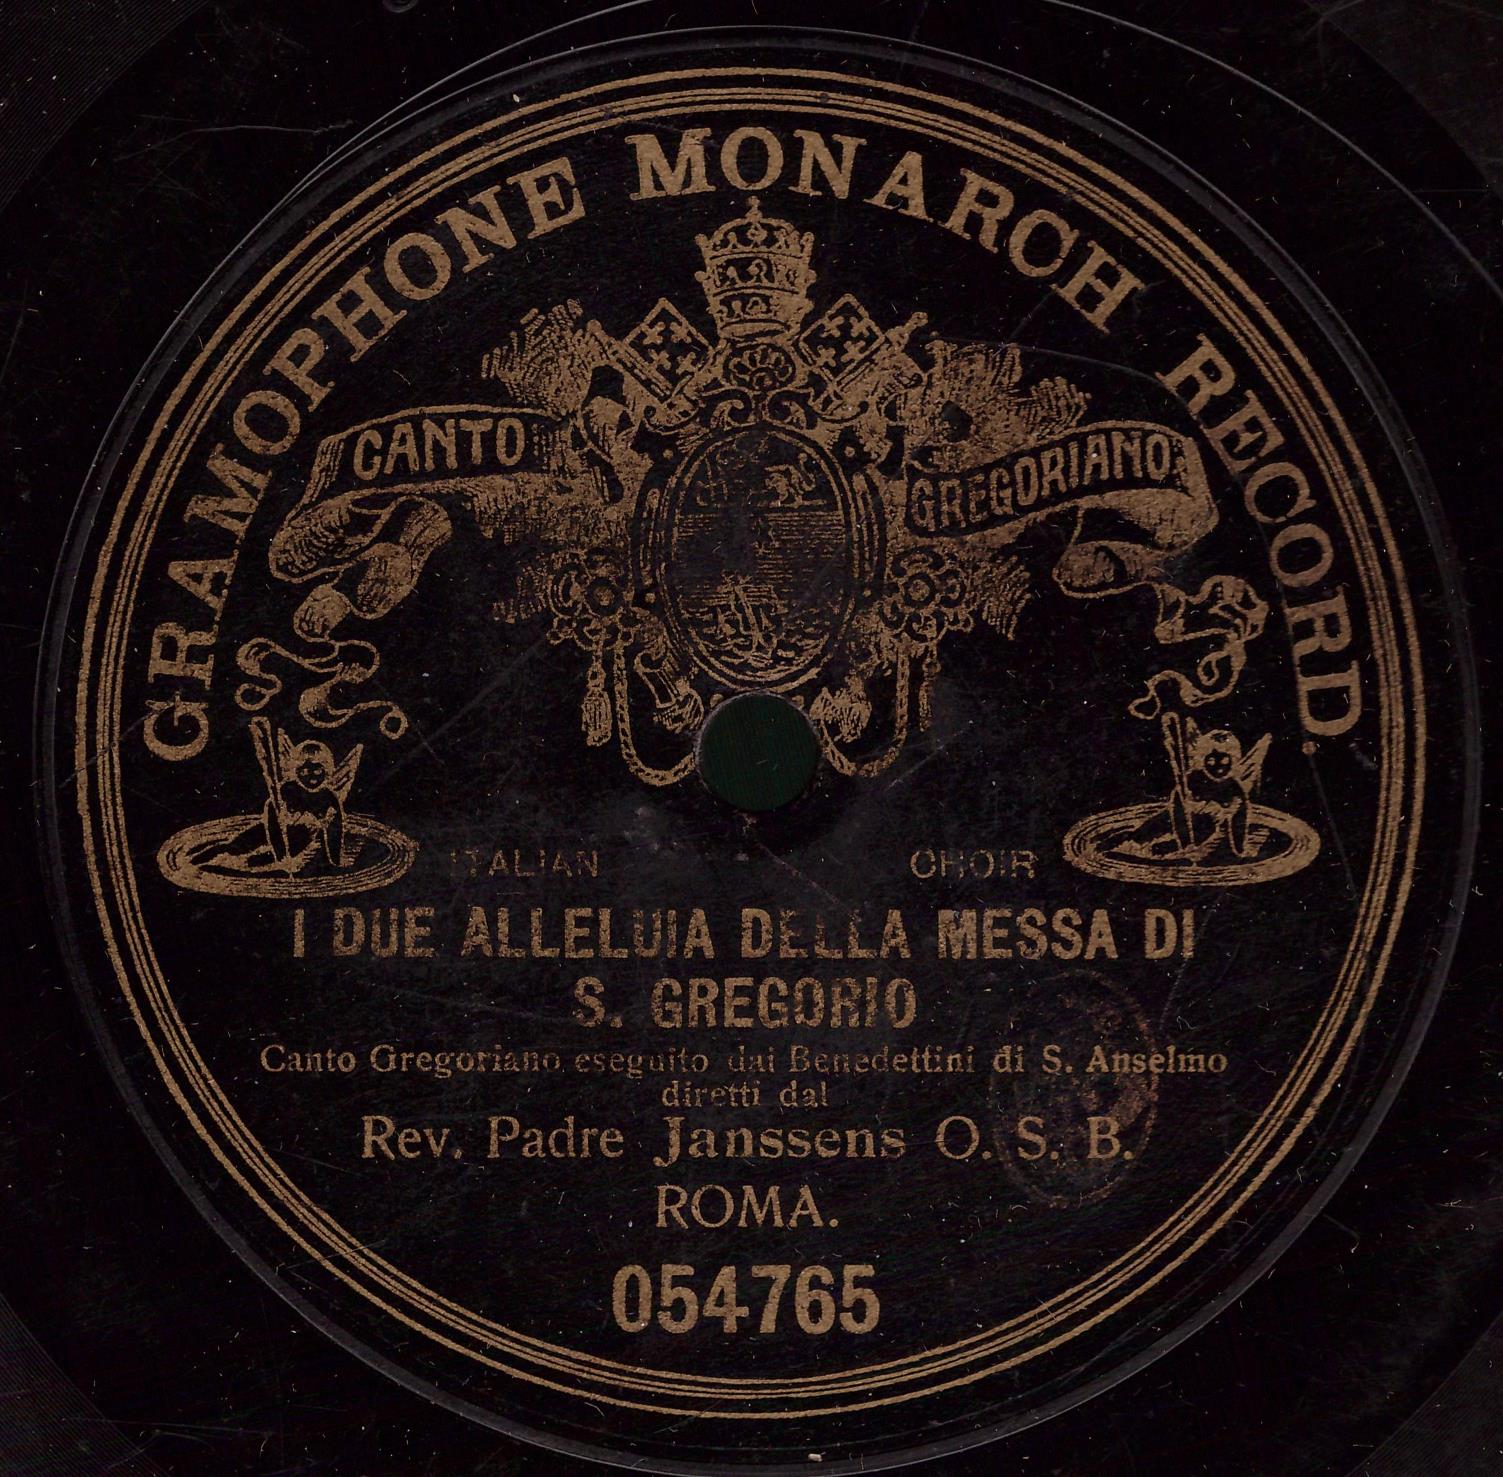 GRAMOPHONE MONARCH RECORD.
CANTO GREGORIANO
ITALIAN CHOIR
I DUE ALLELUIA DELLA MESSA DI
S. GREGORIO
Canto Gregoriano eseguito dai Benedettini di S. Anselmo
diretti dal
Rev. Padre Janssens O. S. B.
ROMA.
054765